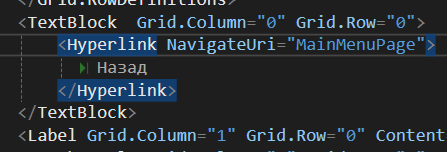 </Grid.RowDefinitions>
<TextBlock  Grid.Column="0" Grid.Row="0">
<Hyperlink NavigateUri="MainMenuPage">
Назад
</Hyperlink>
</TextBlock>
<Label Grid.Column="1" Grid.Row="0" Content